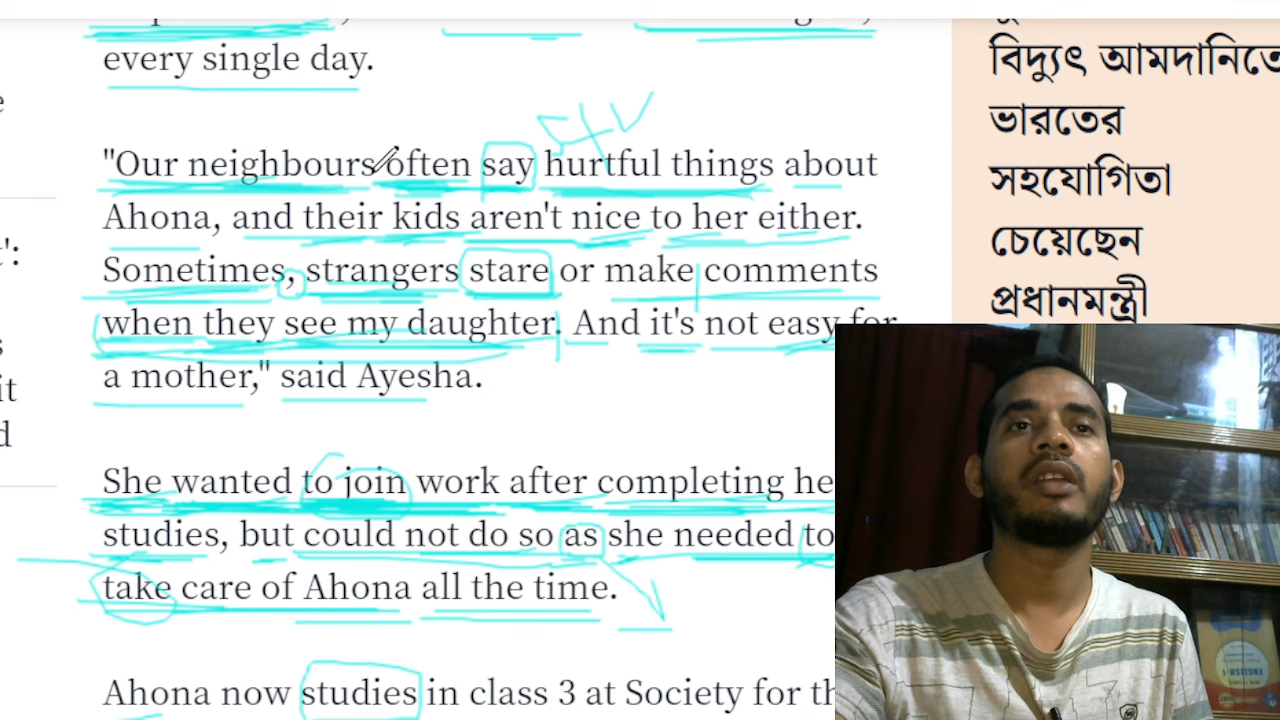 every single day.
"Our neighbours often say hurtful things about
Ahona, and their kids aren't nice to her either.
Sometimes, strangers stare or make comments
when they see my daughter. And it's not easy for
a mother," said Ayesha.
She wanted to join work after completing he
studies, but could not do so as she needed to
take care of Ahona all the time.
Ahona now studies in class 3 at Society for th
বিদ্যুৎ আমদানিতে
ভারতের
সহযোগিতা
চেয়েছেন
প্রধানমন্ত্রী